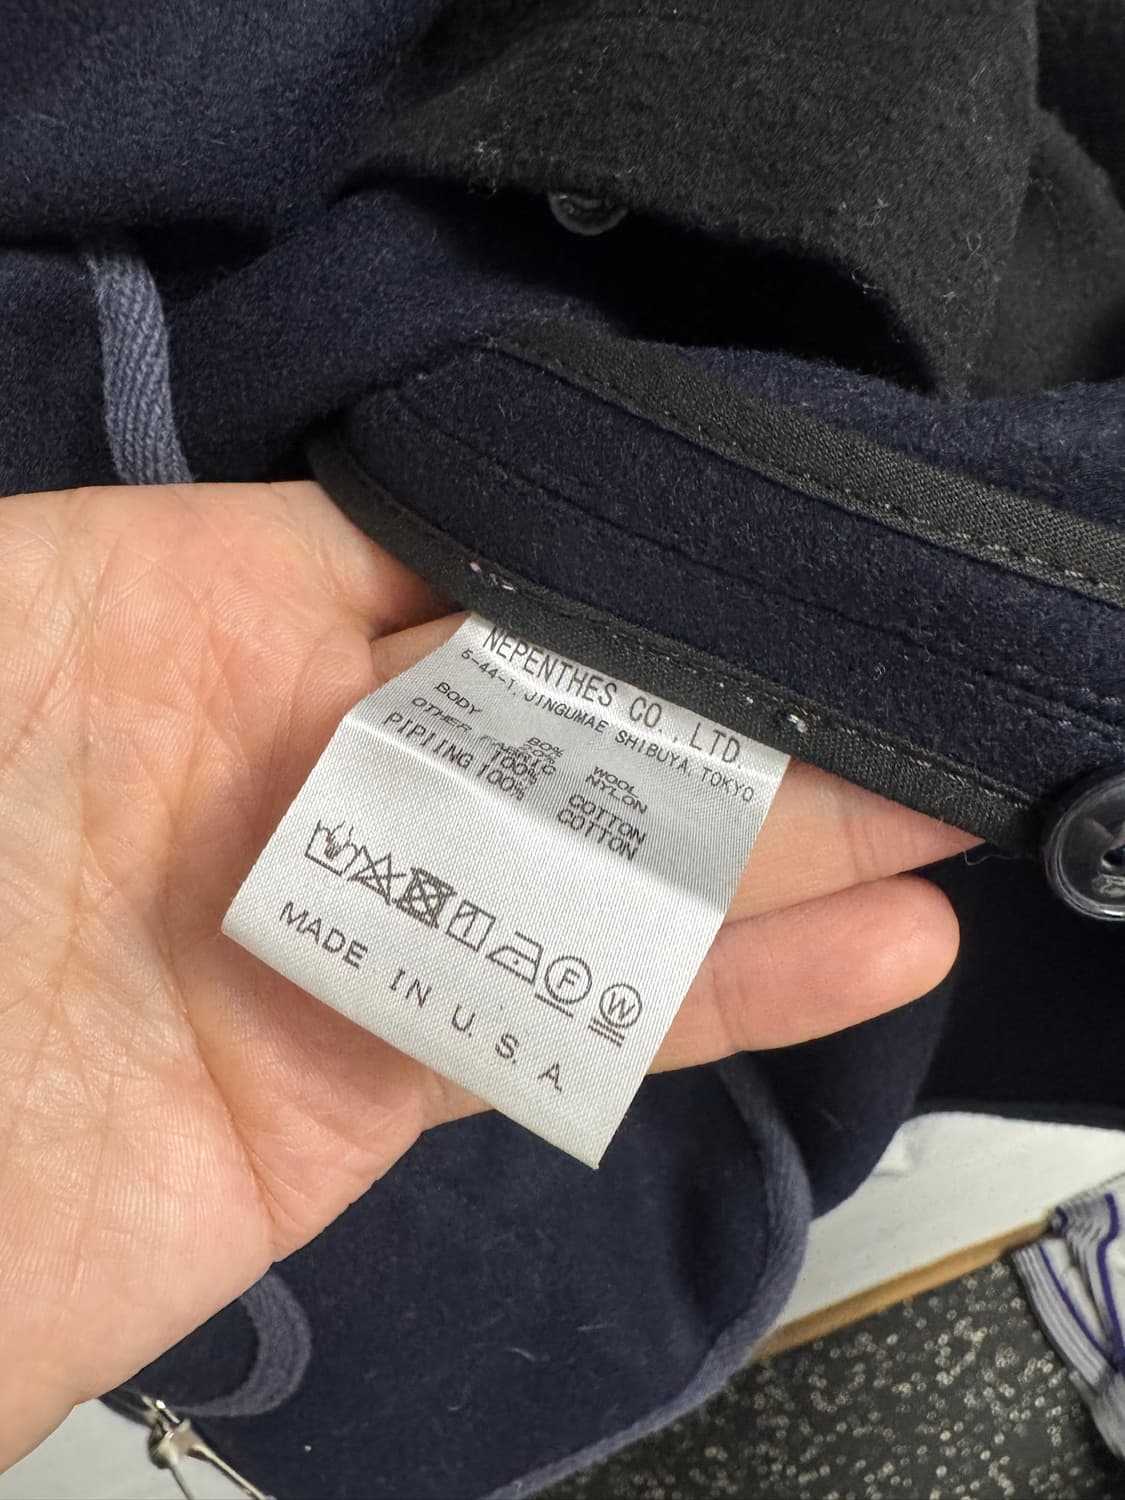 NEPENTHES CO.,LTD.
5-44-1, JINGUMAE SHIBUYA, TOKYO
BODY 80% WOOL
20% NYLON
OTHER FABRIC 100% COTTON
PIPIING 100% COTTON
F W
MADE IN U.S.A.